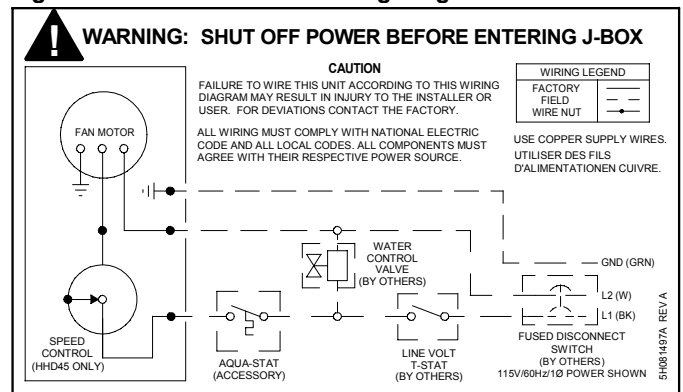 WARNING: SHUT OFF POWER BEFORE ENTERING J-BOX
CAUTION
FAILURE TO WIRE THIS UNIT ACCORDING TO THIS WIRING
DIAGRAM MAY RESULT IN INJURY TO THE INSTALLER OR
USER. FOR DEVIATIONS CONTACT THE FACTORY.
ALL WIRING MUST COMPLY WITH NATIONAL ELECTRIC
CODE AND ALL LOCAL CODES. ALL COMPONENTS MUST
AGREE WITH THEIR RESPECTIVE POWER SOURCE.
WIRING LEGEND
FACTORY
FIELD
WIRE NUT
USE COPPER SUPPLY WIRES.
UTILISER DES FILS
D'ALIMENTATIONEN CUIVRE.
FAN MOTOR
WATER
CONTROL
VALVE
(BY OTHERS)
GND (GRN)
L2 (W)
L1 (BK)
SPEED
CONTROL
(HHD45 ONLY)
AQUA-STAT
(ACCESSORY)
LINE VOLT
T-STAT
(BY OTHERS)
FUSED DISCONNECT
SWITCH
(BY OTHERS)
115V/60Hz/1Ø POWER SHOWN
5H081497A REV A